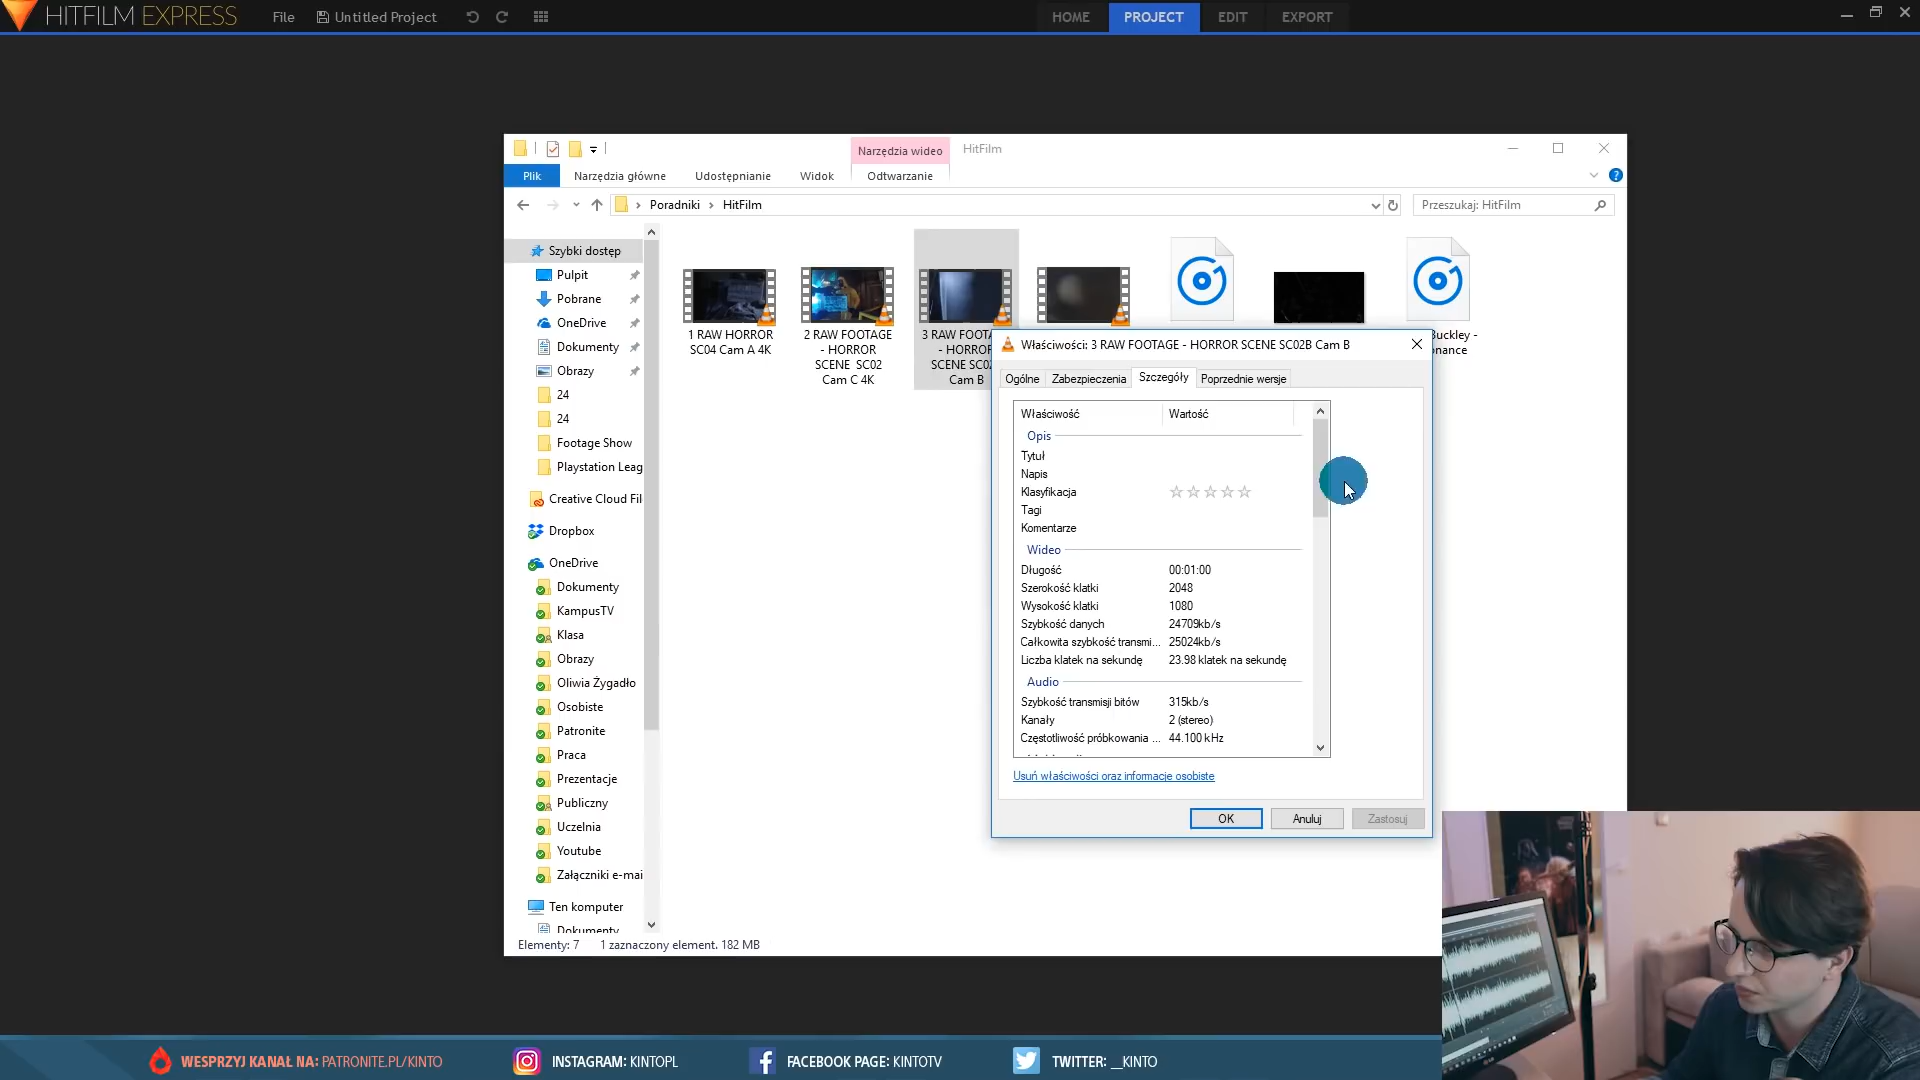 HITFILM EXPRESS
File
Untitled Project
HOME
PROJECT
EDIT
EXPORT
Narzędzia wideo
HitFilm
Plik
Narzędzia główne
Udostępnianie
Widok
Odtwarzanie
Poradniki
HitFilm
Przeszukaj: HitFilm
Szybki dostęp
Pulpit
Pobrane
OneDrive
Dokumenty
Obrazy
24
24
Footage Show
Playstation Leag
Creative Cloud Fil
Dropbox
OneDrive
Dokumenty
KampusTV
Klasa
Obrazy
Oliwia Żygadło
Osobiste
Patronite
Praca
Prezentacje
Publiczny
Uczelnia
Youtube
Załączniki e-mai
Ten komputer
Dokumenty
1 RAW HORROR
SC04 Cam A 4K
2 RAW FOOTAGE
- HORROR
SCENE SC02
Cam C 4K
3 RAW FOOTA
- HORROR
SCENE SC02
Cam B
Buckley -
nance
Właściwości: 3 RAW FOOTAGE - HORROR SCENE SC02B Cam B
Ogólne
Zabezpieczenia
Szczegóły
Poprzednie wersje
Właściwość
Wartość
Opis
Tytuł
Napis
Klasyfikacja
Tagi
Komentarze
Wideo
Długość 00:01:00
Szerokość klatki 2048
Wysokość klatki 1080
Szybkość danych 24709kb/s
Całkowita szybkość transmi... 25024kb/s
Liczba klatek na sekundę 23.98 klatek na sekundę
Audio
Szybkość transmisji bitów 315kb/s
Kanały 2 (stereo)
Częstotliwość próbkowania ... 44.100 kHz
Usuń właściwości oraz informacje osobiste
OK
Anuluj
Zastosuj
Elementy: 7
1 zaznaczony element. 182 MB
WESPRZYJ KANAŁ NA: PATRONITE.PL/KINTO
INSTAGRAM: KINTOPL
FACEBOOK PAGE: KINTOTV
TWITTER: __KINTO